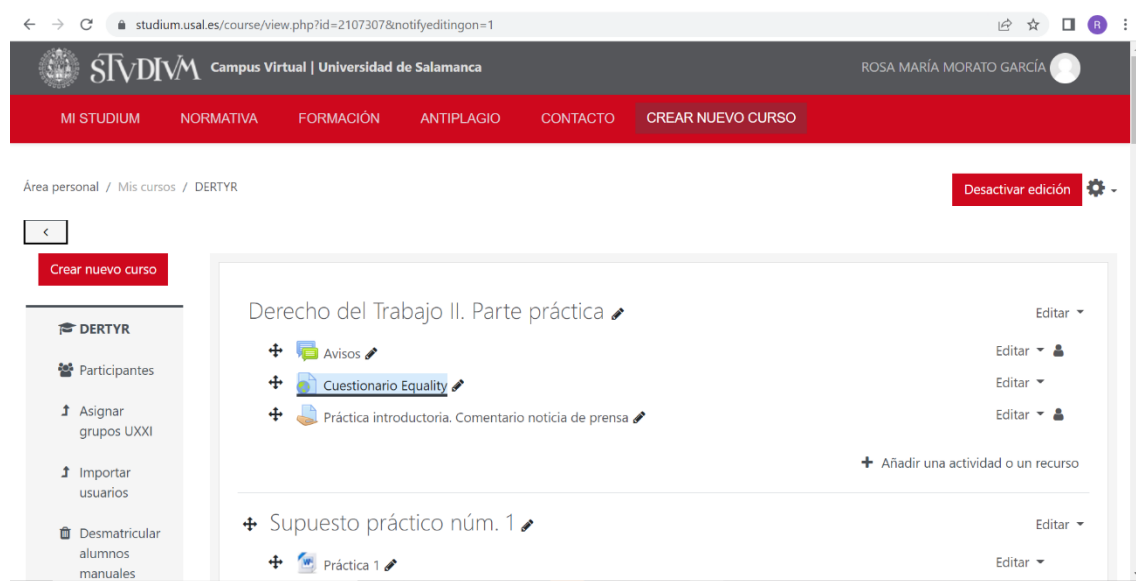 studium.usal.es/course/view.php?id=2107307&notifyeditingon=1
R
STVDIVM Campus Virtual | Universidad de Salamanca
ROSA MARÍA MORATO GARCÍA
MI STUDIUM NORMATIVA FORMACIÓN ANTIPLAGIO CONTACTO CREAR NUEVO CURSO
Área personal / Mis cursos / DERTYR
Desactivar edición
Crear nuevo curso
DERTYR
Participantes
Asignar
grupos UXXI
Importar
usuarios
Desmatricular
alumnos
manuales
Derecho del Trabajo II. Parte práctica
Editar
Avisos
Editar
Cuestionario Equality
Editar
Práctica introductoria. Comentario noticia de prensa
Editar
Añadir una actividad o un recurso
Supuesto práctico núm. 1
Editar
Práctica 1
Editar